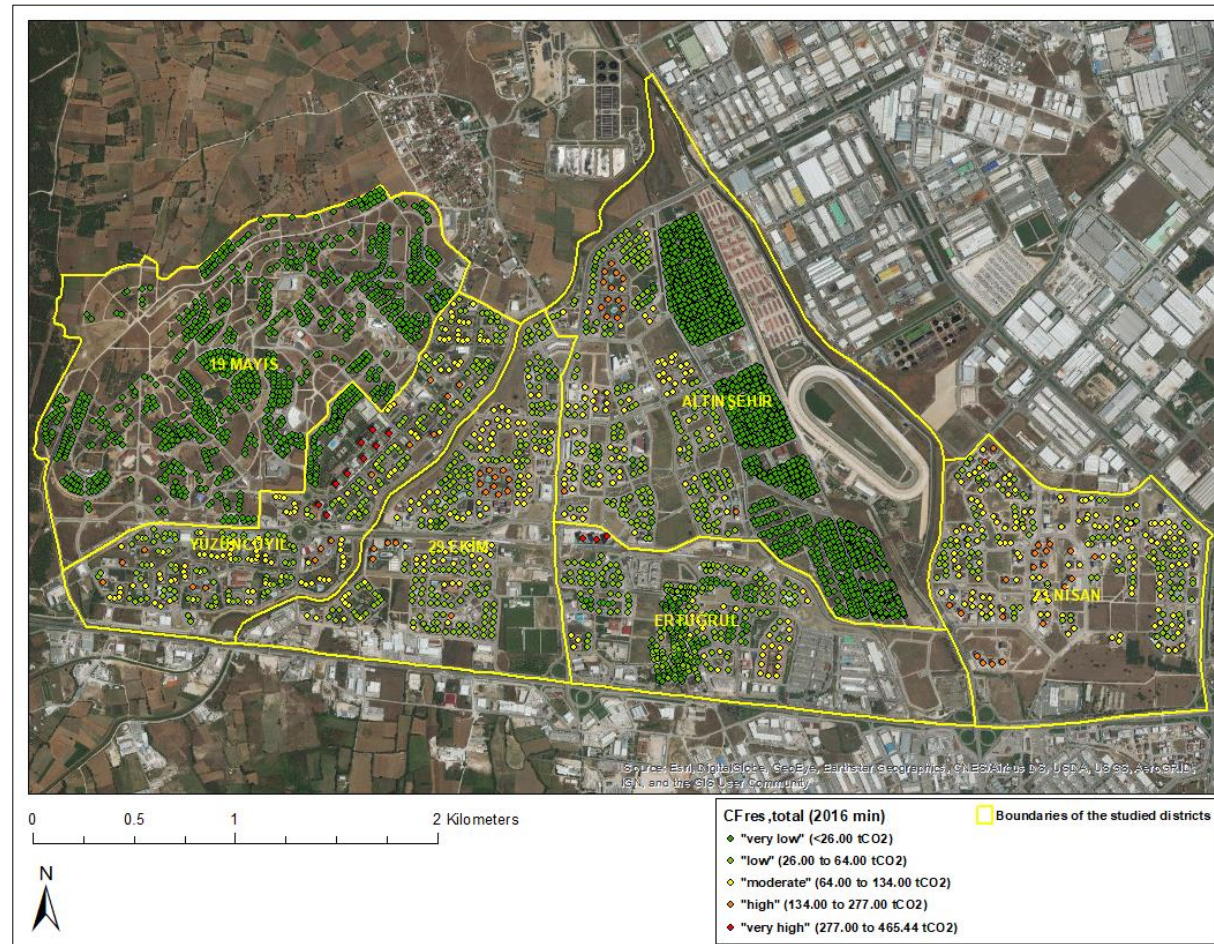 19 MAYIS
ALTINŞEHİR
YÜZÜNCÜYIL
29 EKİM
23 NİSAN
ERTUĞRUL
Source: Esri, DigitalGlobe, GeoEye, Earthstar Geographics, CNES/Airbus DS, USDA, USGS, AeroGRID,
IGN, and the GIS User Community
0 0.5 1 2 Kilometers
N
CFres,total (2016 min)
"very low" (<26.00 tCO2)
"low" (26.00 to 64.00 tCO2)
"moderate" (64.00 to 134.00 tCO2)
"high" (134.00 to 277.00 tCO2)
"very high" (277.00 to 465.44 tCO2)
Boundaries of the studied districts